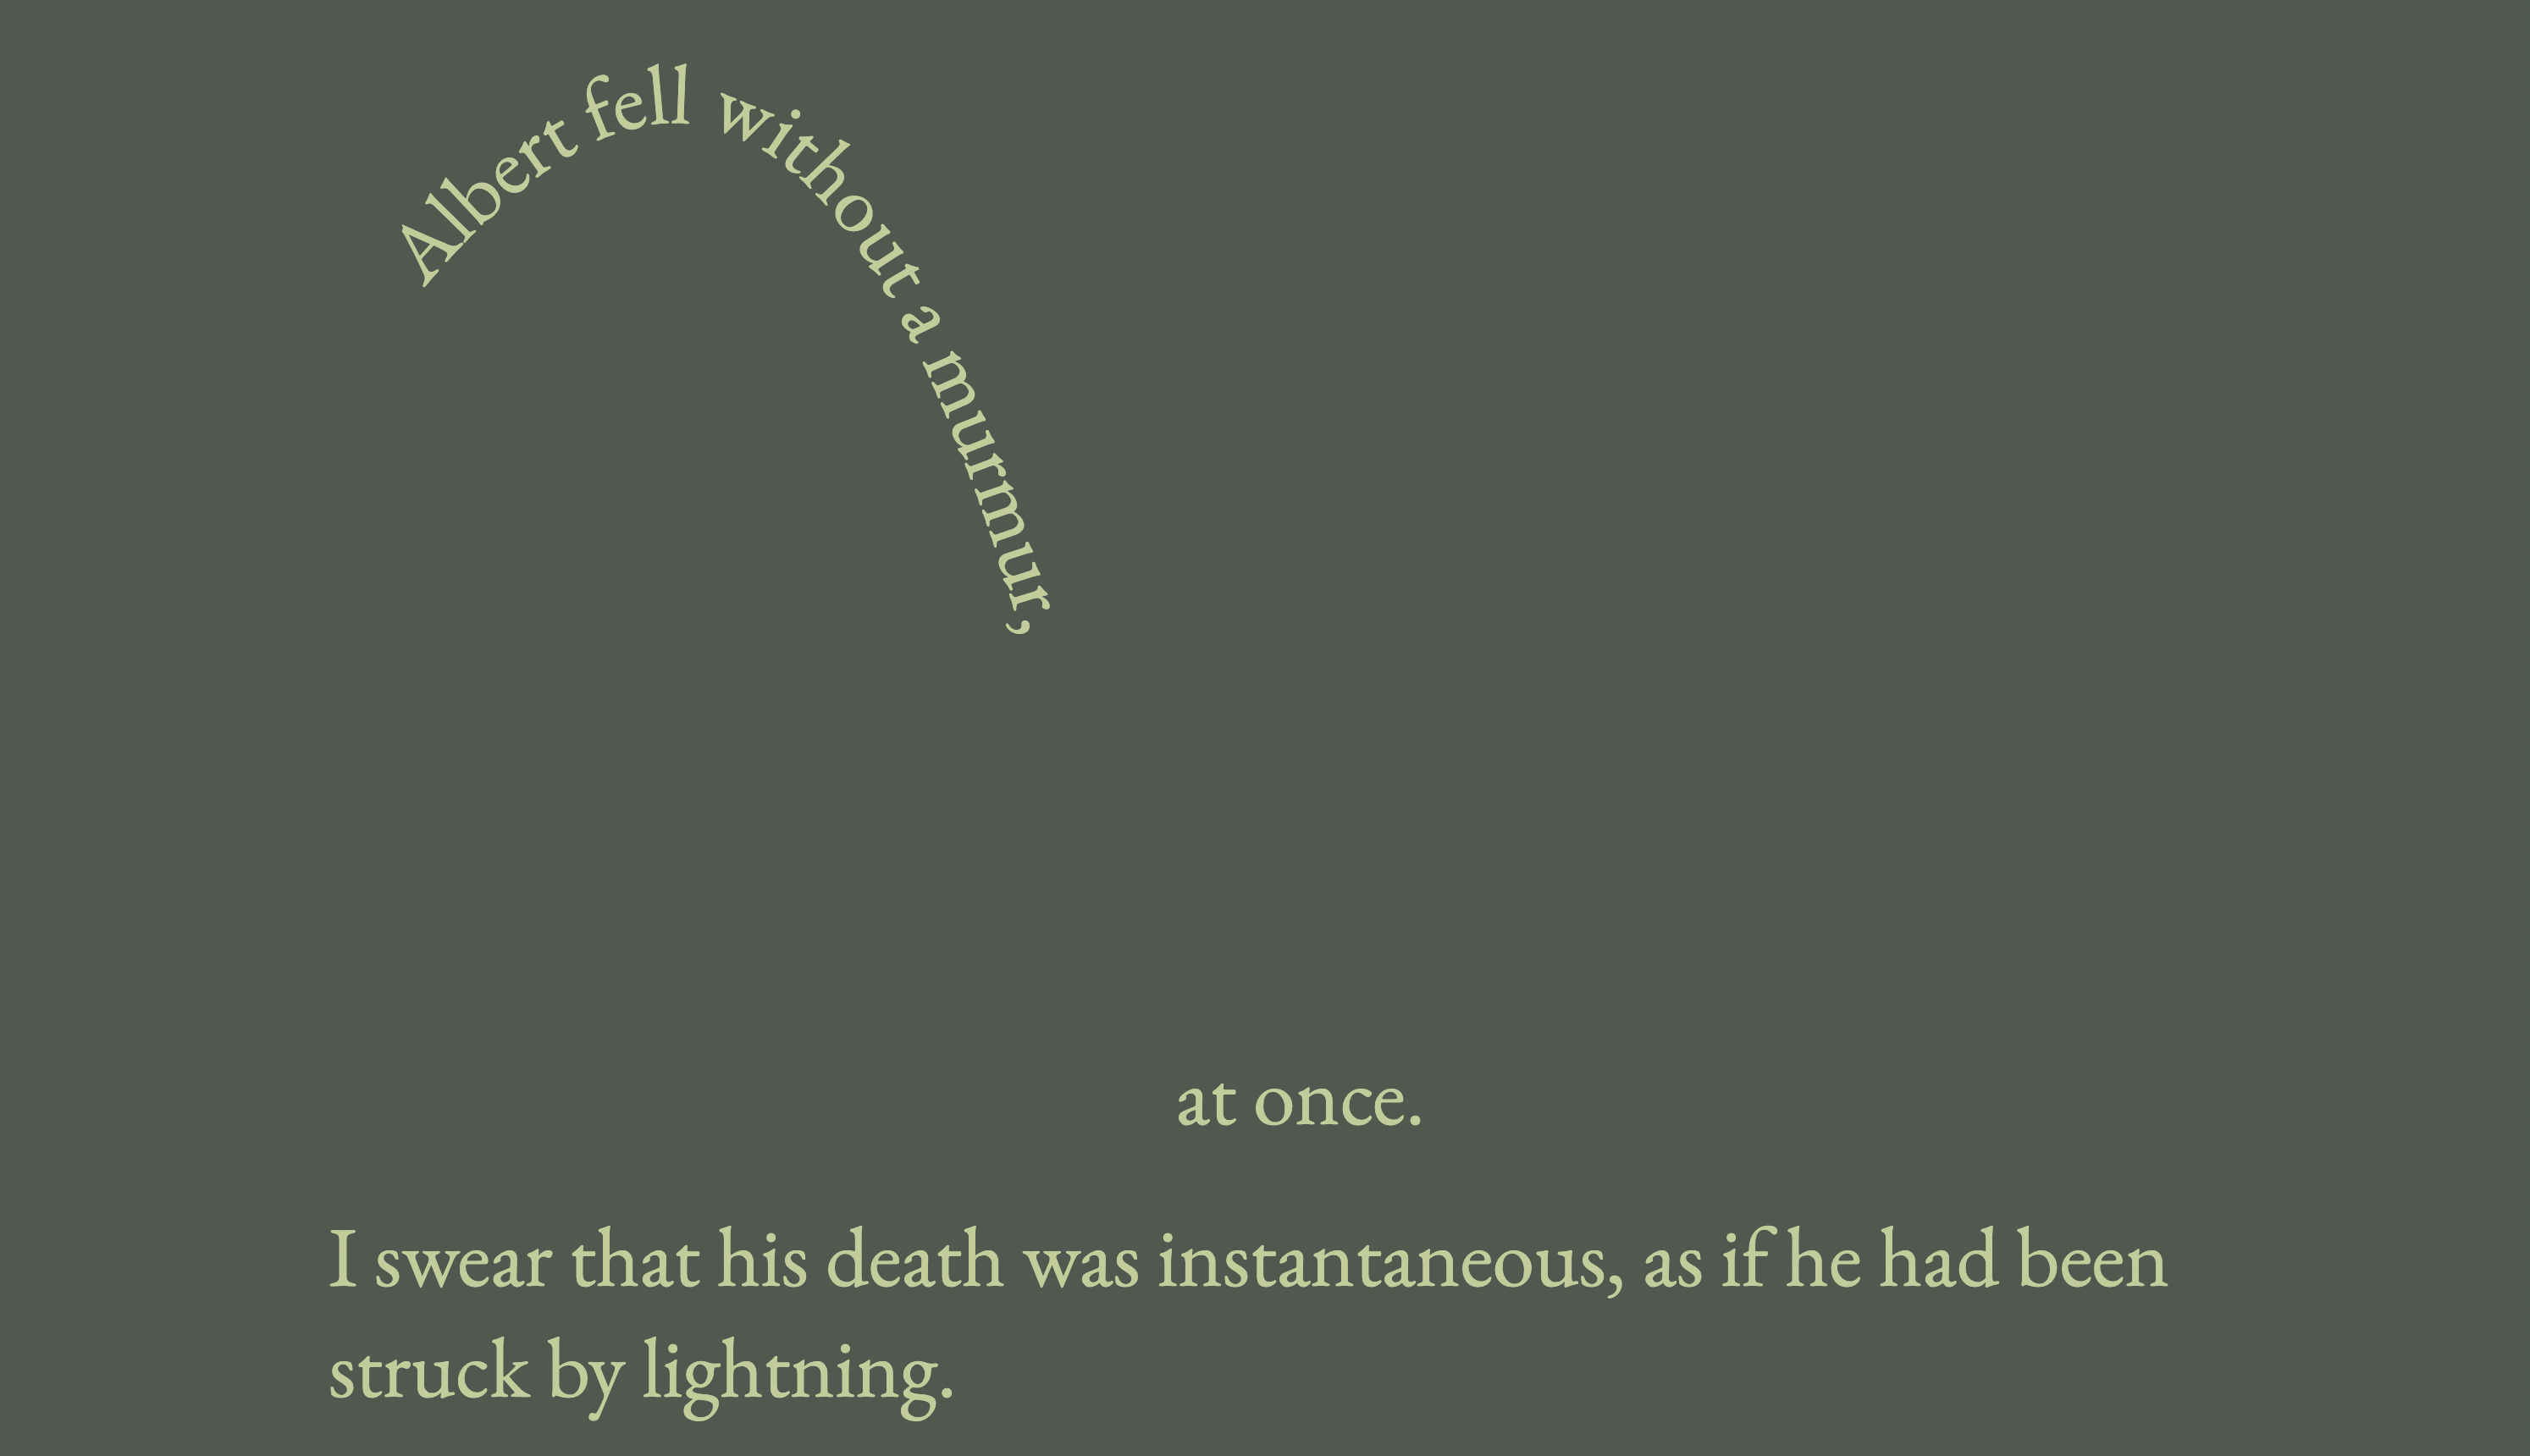 Albert fell without a murmur,
at once.
I swear that his death was instantaneous, as if he had been
struck by lightning.